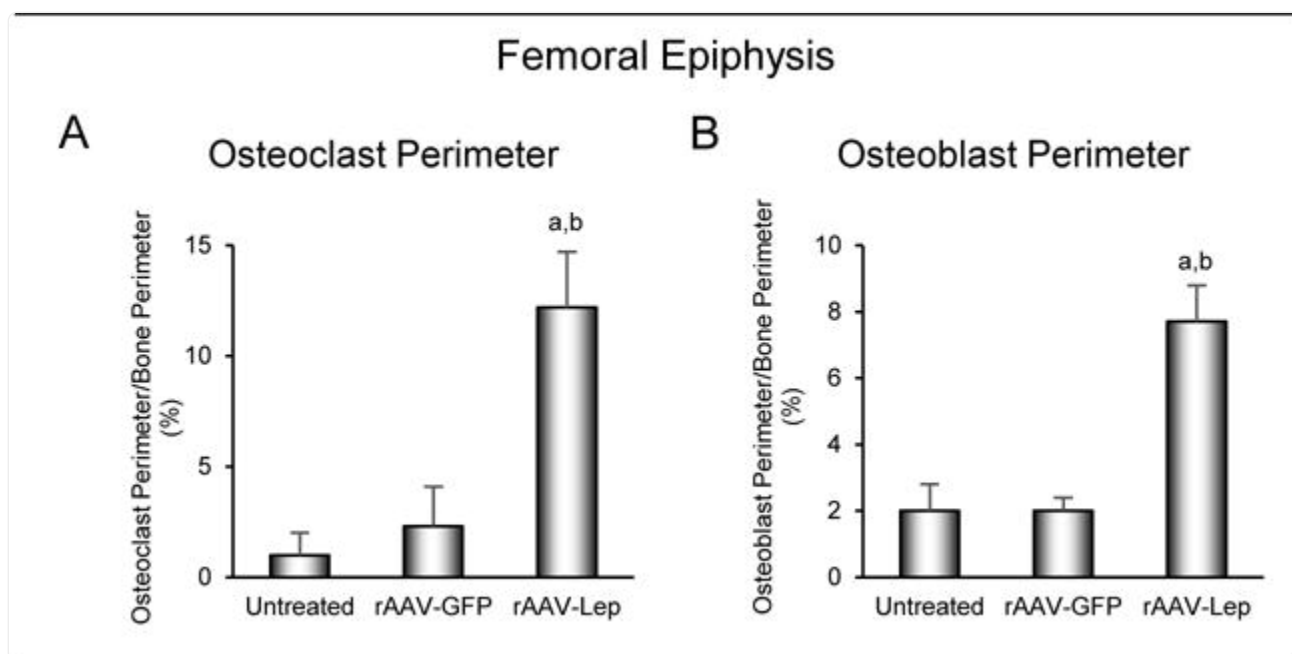 Femoral Epiphysis
A
Osteoclast Perimeter
Osteoclast Perimeter/Bone Perimeter
(%)
15
10
5
0
a,b
Untreated
rAAV-GFP
rAAV-Lep
B
Osteoblast Perimeter
Osteoblast Perimeter/Bone Perimeter
(%)
10
8
6
4
2
0
a,b
Untreated
rAAV-GFP
rAAV-Lep